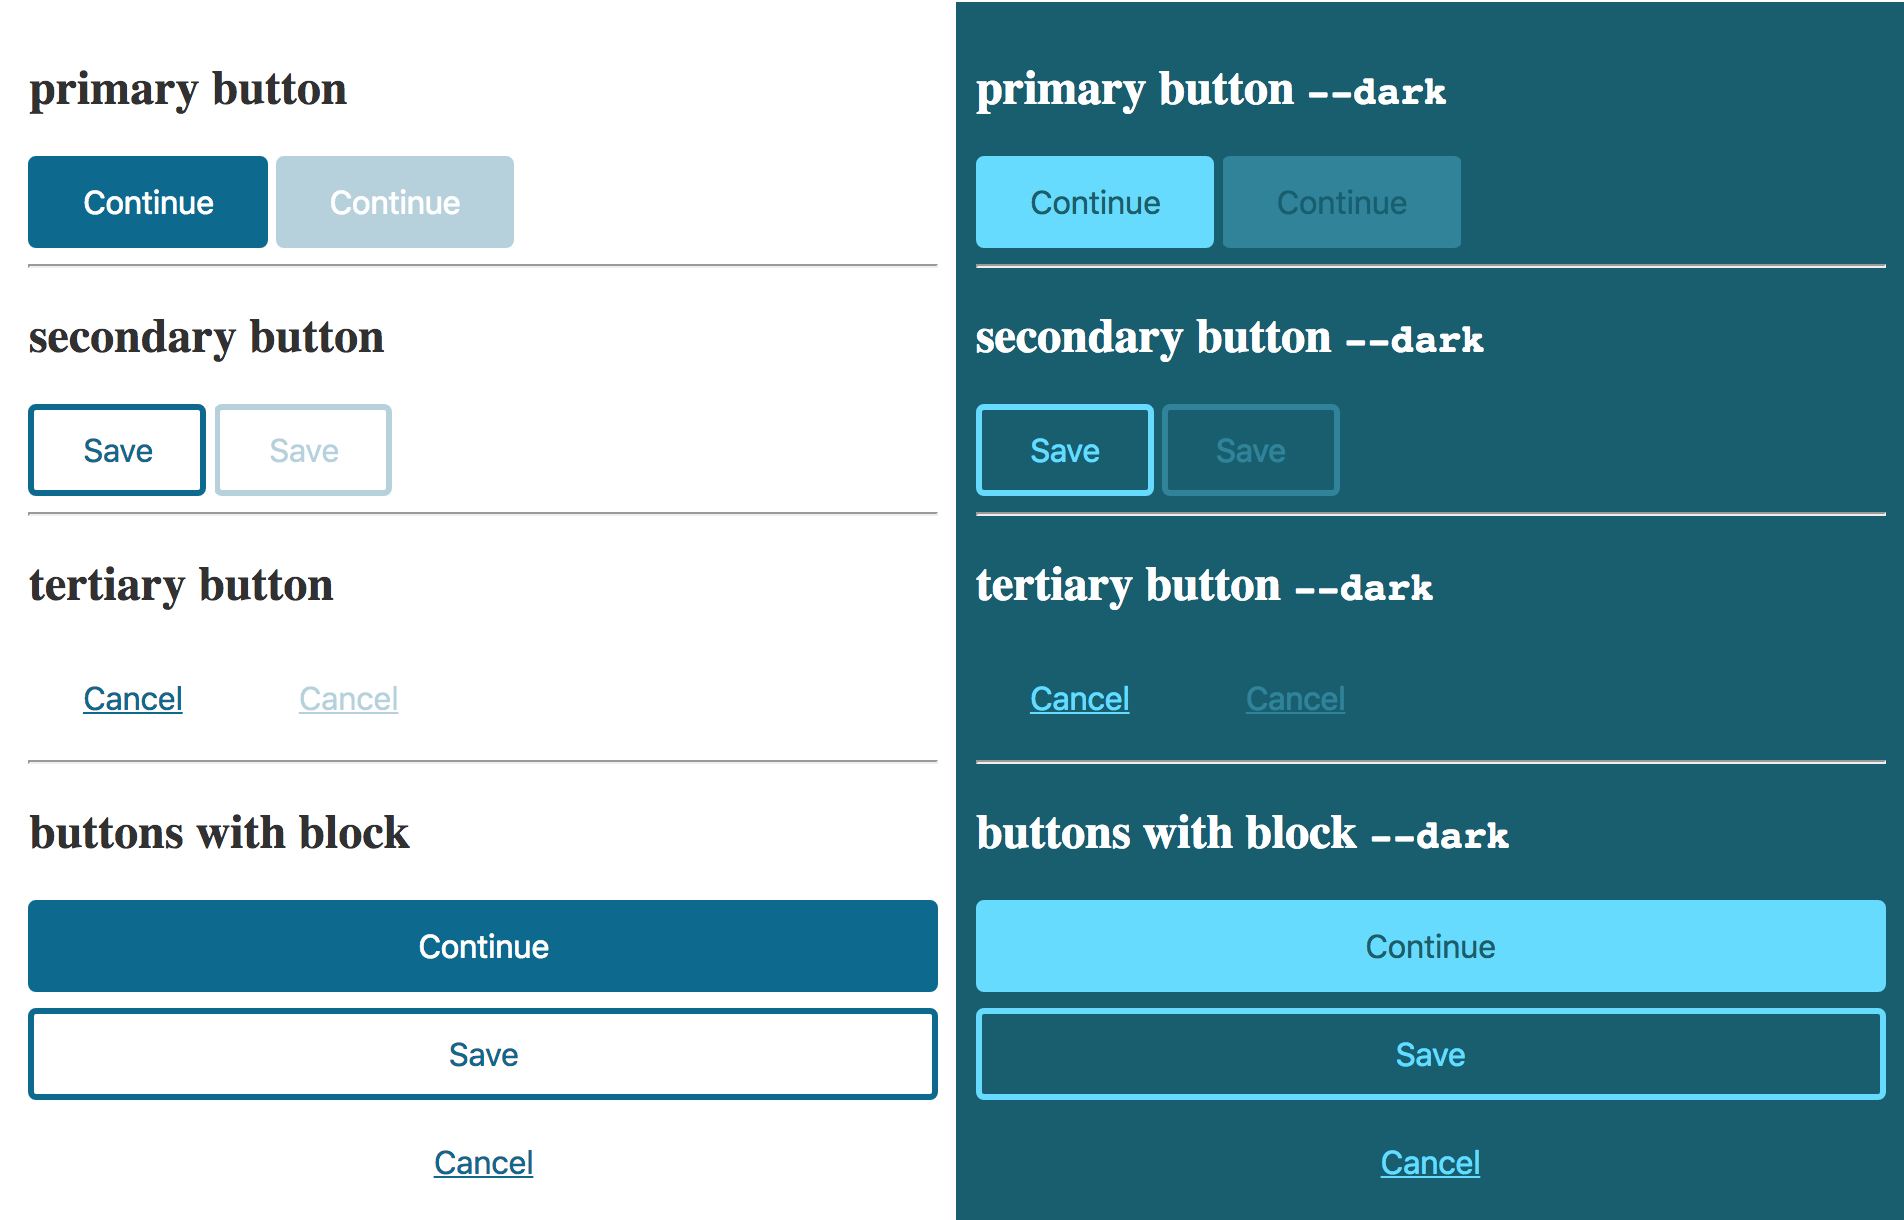 primary button
Continue Continue
secondary button
Save Save
tertiary button
Cancel Cancel
buttons with block
Continue
Save
Cancel
primary button --dark
Continue Continue
secondary button --dark
Save Save
tertiary button --dark
Cancel Cancel
buttons with block --dark
Continue
Save
Cancel